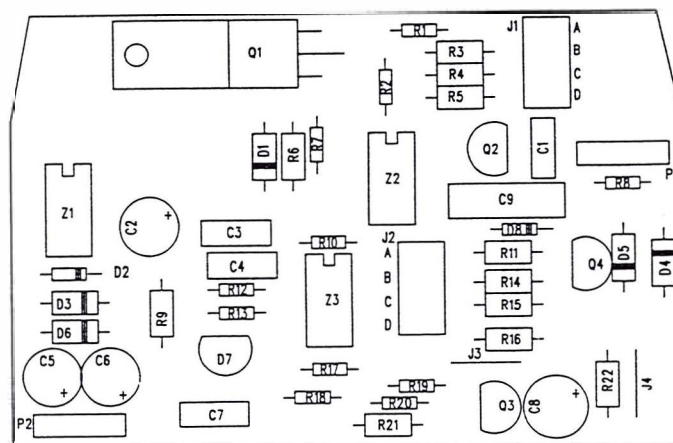 R1
J1
A
Q1
R3
B
R4
C
R2
R5
D
D1
R6
R7
Z2
Q2
C1
P
R8
Z1
C2
C9
C3
D8
R10
J2
A
R11
Q4
D5
D4
C4
D2
B
R14
R12
Z3
C
R15
D3
R9
R13
D6
D
R16
D7
J3
C5
C6
R17
R19
R22
J4
R18
R20
Q3
C8
P2
C7
R21